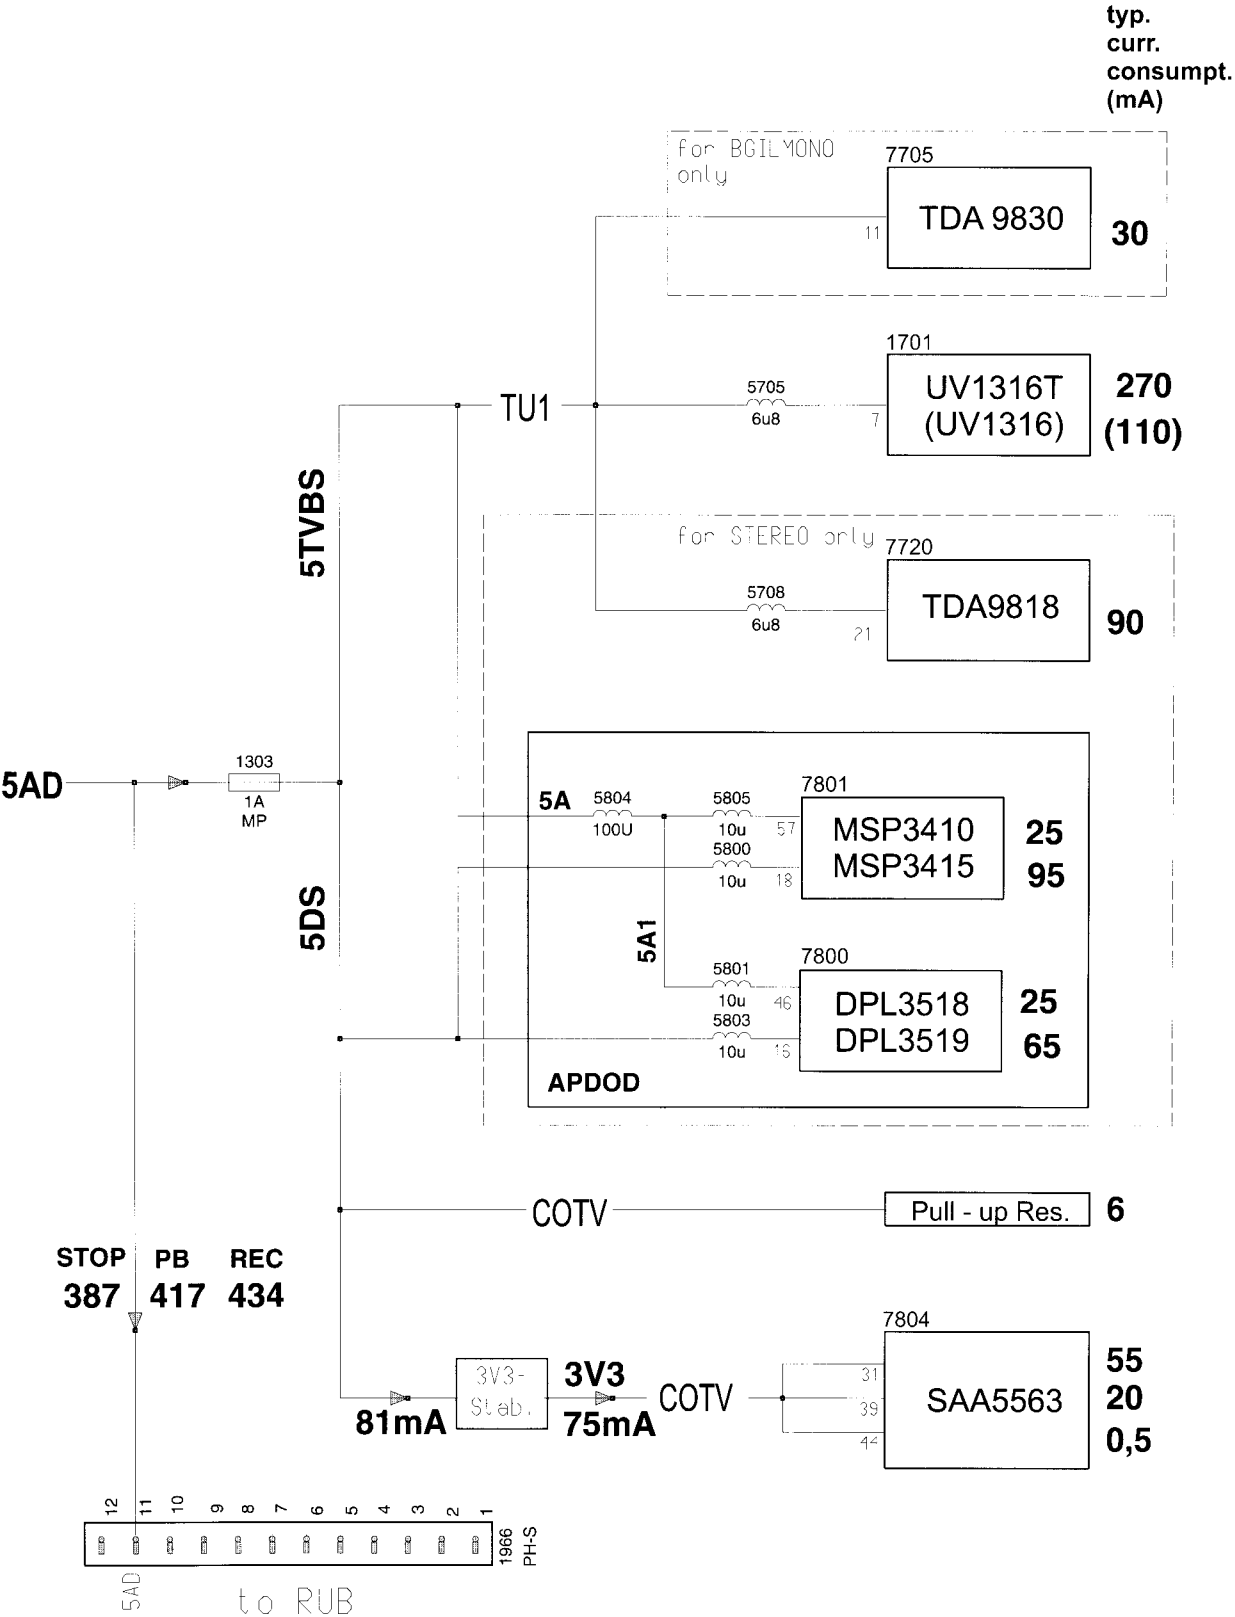 typ.
curr.
consumpt.
(mA)
for BGILMONO
only
7705
TDA 9830
11
30
1701
UV1316T
(UV1316)
5705
6u8
7
270
(110)
TU1
5TVBS
for STEREO only
7720
TDA9818
5708
6u8
21
90
5AD
1303
1A
MP
5A
5804
100U
5805
10u
57
7801
MSP3410
MSP3415
25
95
5800
10u
18
5DS
5A1
5801
10u
46
7800
DPL3518
DPL3519
25
65
5803
10u
16
APDOD
COTV
Pull - up Res.
6
STOP PB REC
387 417 434
7804
SAA5563
31
39
44
55
20
0,5
3V3-
Stab.
3V3
81mA
75mA
COTV
12 11 10 9 8 7 6 5 4 3 2 1
1966
PH-S
5AD
to RUB